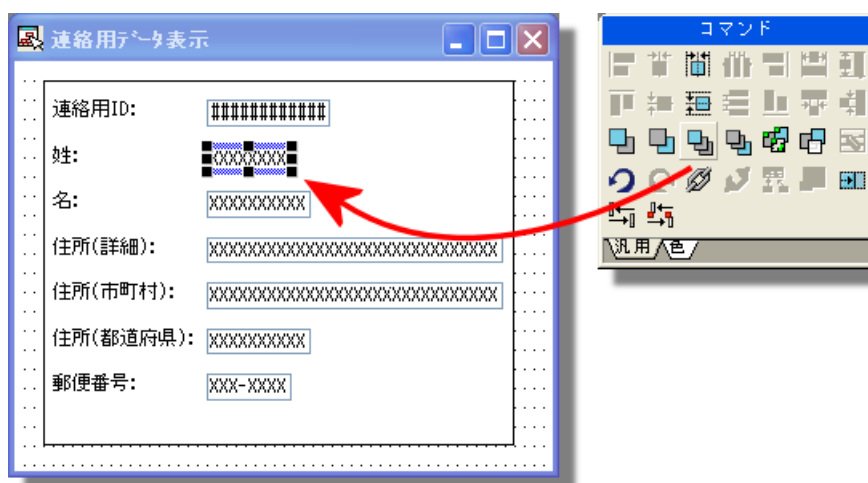 連絡用データ表示
連絡用ID: ############
姓: XXXXXXXX
名: XXXXXXXXXX
住所(詳細): XXXXXXXXXXXXXXXXXXXXXXXXXXXXXX
住所(市町村): XXXXXXXXXXXXXXXXXXXXXXXXXXXXXX
住所(都道府県): XXXXXXXXXX
郵便番号: XXX-XXXX
コマンド
汎用 色